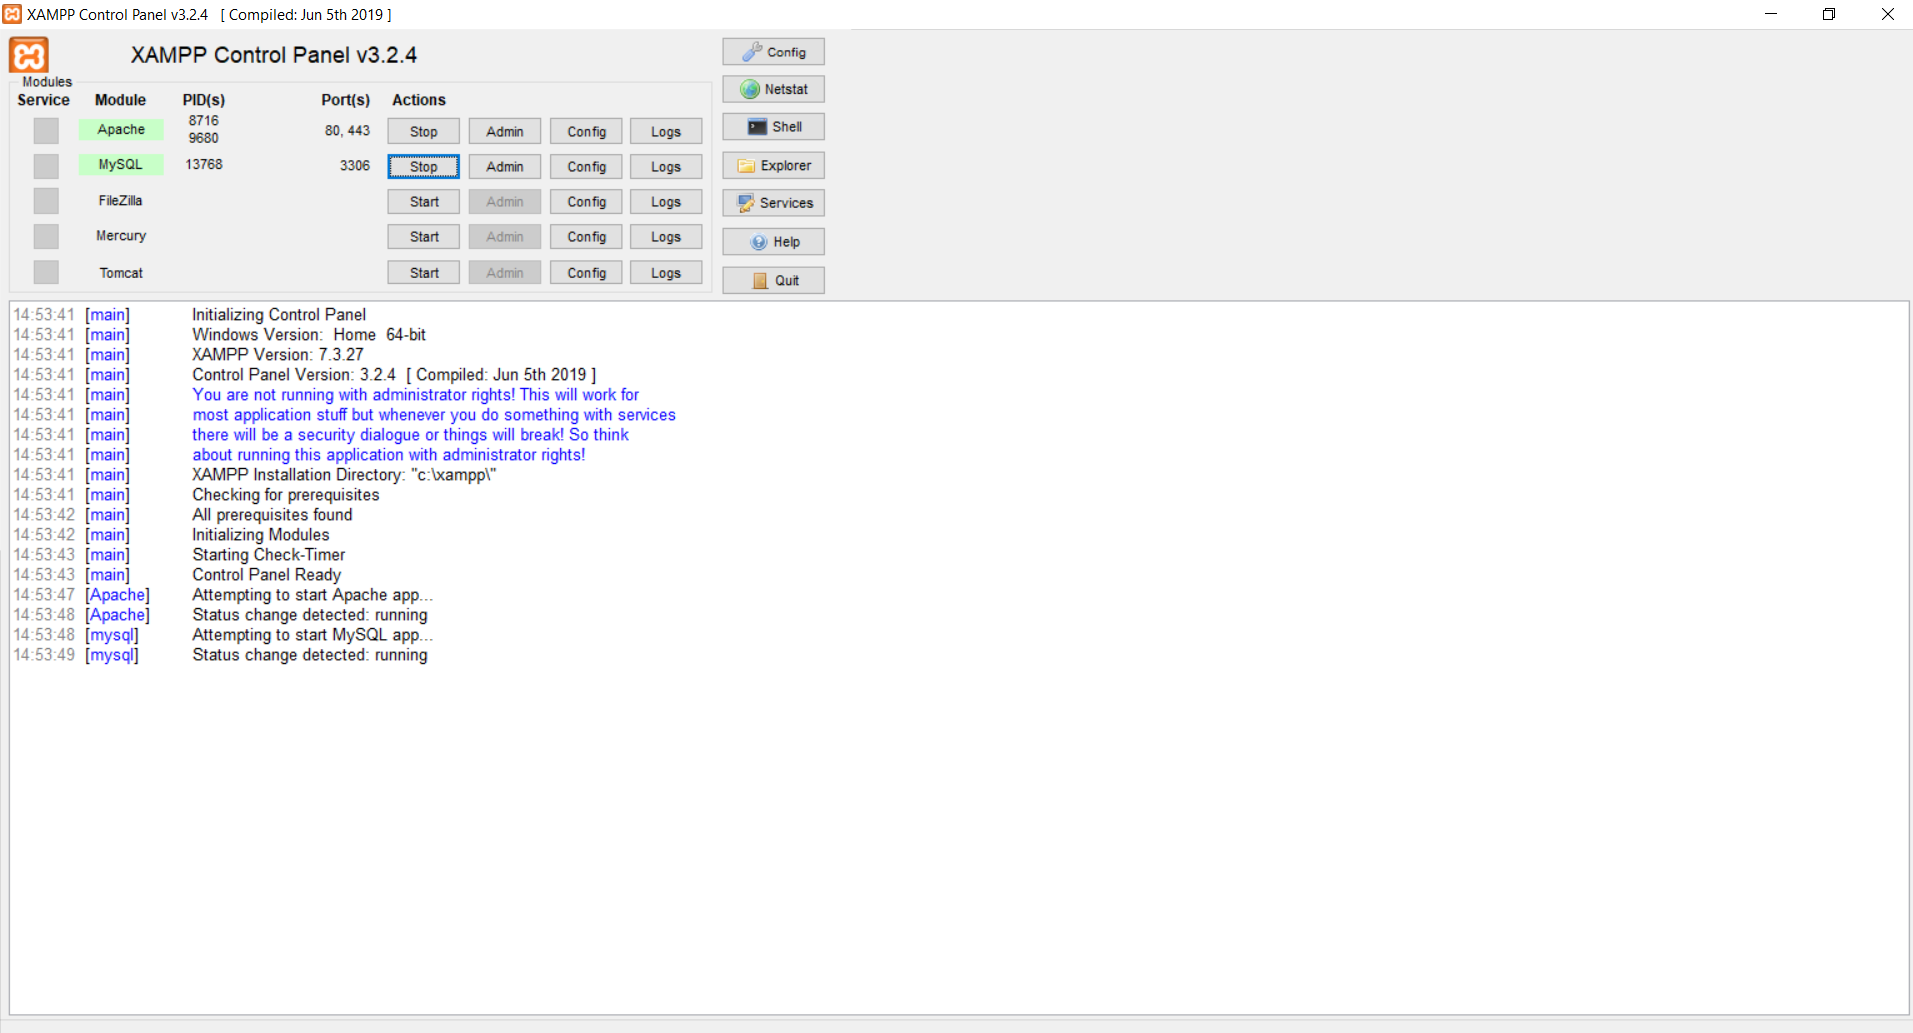 XAMPP Control Panel v3.2.4 [ Compiled: Jun 5th 2019 ]
XAMPP Control Panel v3.2.4
Config
Modules
Netstat
Service Module PID(s) Port(s) Actions
Apache 8716 9680 80, 443 Stop Admin Config Logs
Shell
MySQL 13768 3306 Stop Admin Config Logs
Explorer
FileZilla Start Admin Config Logs
Services
Mercury Start Admin Config Logs
Help
Tomcat Start Admin Config Logs
Quit
14:53:41 [main] Initializing Control Panel
14:53:41 [main] Windows Version: Home 64-bit
14:53:41 [main] XAMPP Version: 7.3.27
14:53:41 [main] Control Panel Version: 3.2.4 [ Compiled: Jun 5th 2019 ]
14:53:41 [main] You are not running with administrator rights! This will work for
14:53:41 [main] most application stuff but whenever you do something with services
14:53:41 [main] there will be a security dialogue or things will break! So think
14:53:41 [main] about running this application with administrator rights!
14:53:41 [main] XAMPP Installation Directory: "c:\xampp\"
14:53:41 [main] Checking for prerequisites
14:53:42 [main] All prerequisites found
14:53:42 [main] Initializing Modules
14:53:43 [main] Starting Check-Timer
14:53:43 [main] Control Panel Ready
14:53:47 [Apache] Attempting to start Apache app...
14:53:48 [Apache] Status change detected: running
14:53:48 [mysql] Attempting to start MySQL app...
14:53:49 [mysql] Status change detected: running